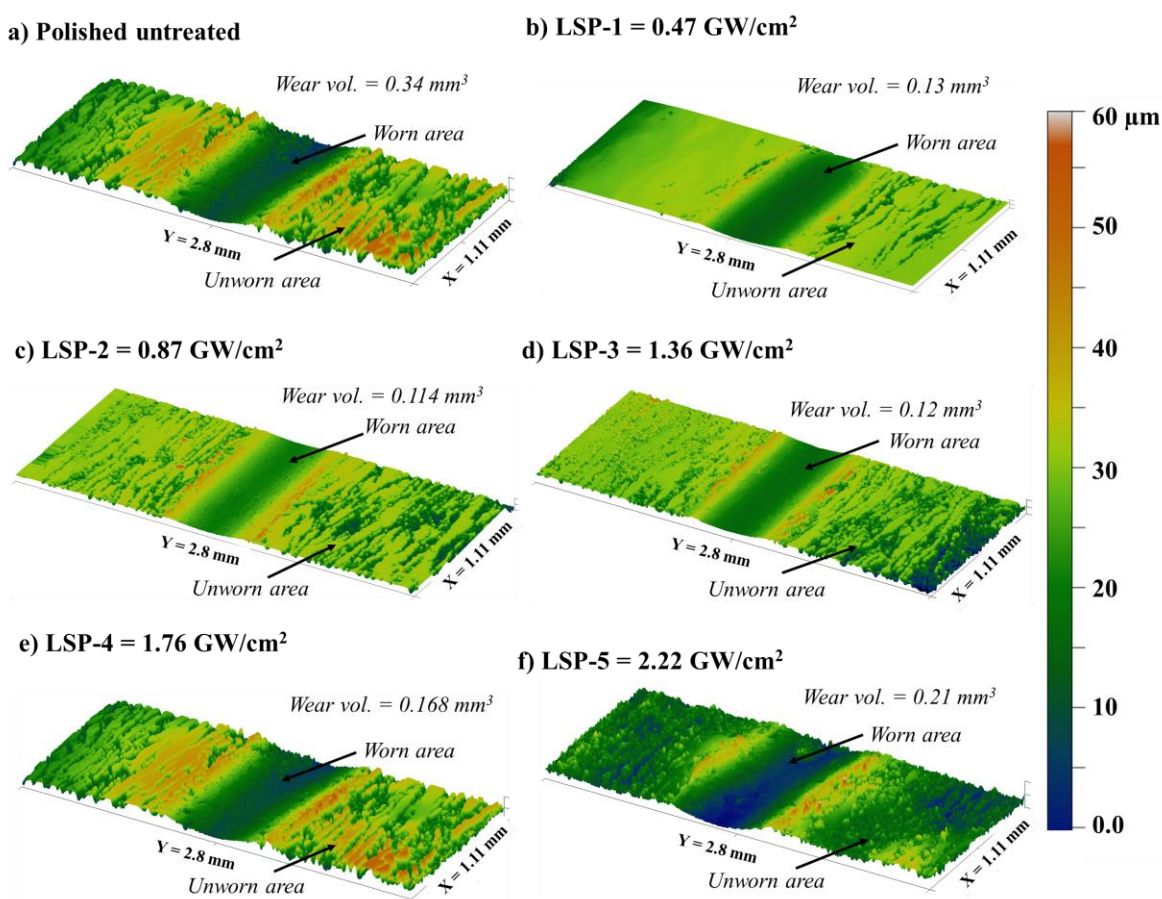 a) Polished untreated
Wear vol. = 0.34 mm³
Worn area
Unworn area
Y = 2.8 mm
X = 1.11 mm
b) LSP-1 = 0.47 GW/cm²
Wear vol. = 0.13 mm³
Worn area
Unworn area
Y = 2.8 mm
X = 1.11 mm
c) LSP-2 = 0.87 GW/cm²
Wear vol. = 0.114 mm³
Worn area
Unworn area
Y = 2.8 mm
X = 1.11 mm
d) LSP-3 = 1.36 GW/cm²
Wear vol. = 0.12 mm³
Worn area
Unworn area
Y = 2.8 mm
X = 1.11 mm
e) LSP-4 = 1.76 GW/cm²
Wear vol. = 0.168 mm³
Worn area
Unworn area
Y = 2.8 mm
X = 1.11 mm
f) LSP-5 = 2.22 GW/cm²
Wear vol. = 0.21 mm³
Worn area
Unworn area
Y = 2.8 mm
X = 1.11 mm
60 µm
50
40
30
20
10
0.0